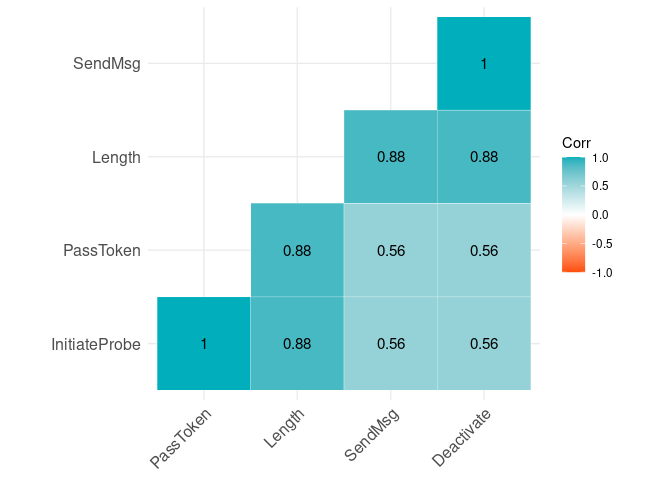 SendMsg
1
Length
0.88 0.88
PassToken
0.88 0.56 0.56
InitiateProbe
1 0.88 0.56 0.56
PassToken
Length
SendMsg
Deactivate
Corr
1.0
0.5
0.0
-0.5
-1.0